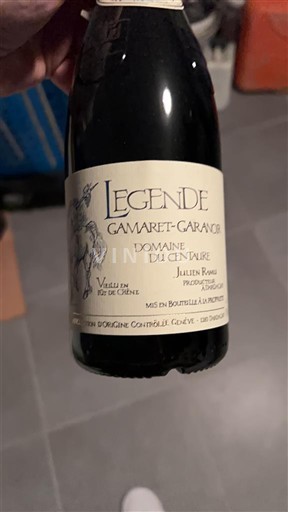 LEGENDE
GAMARET-GARANOIR
DOMAINE
DU CENTAURE
VINT
JULIEN
PRODUCTEUR
VIEILLI EN
FÛT DE CHÊNE
MIS EN BOUTEILLE À LA PROPRIÉTÉ
D'ORIGINE CONTRÔLÉE GENÈVE